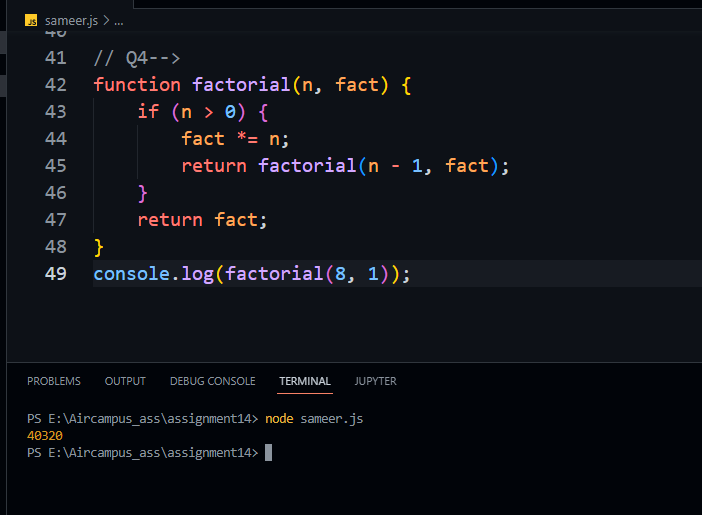 JS sameer.js > ...
40
41 // Q4-->
42 function factorial(n, fact) {
43 if (n > 0) {
44 fact *= n;
45 return factorial(n - 1, fact);
46 }
47 return fact;
48 }
49 console.log(factorial(8, 1));
PROBLEMS OUTPUT DEBUG CONSOLE TERMINAL JUPYTER
PS E:\Aircampus_ass\assignment14> node sameer.js
40320
PS E:\Aircampus_ass\assignment14>